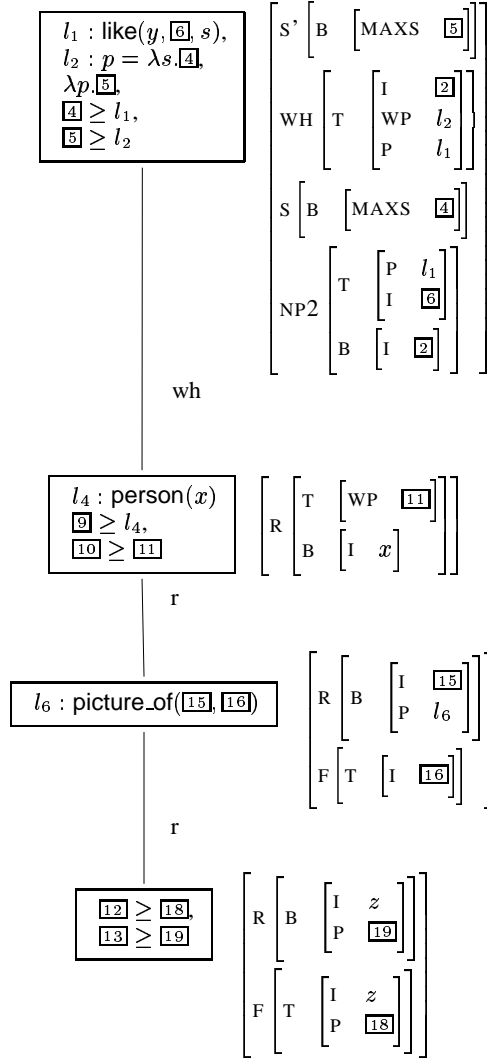 l₁ : like(y, 6, s),
l₂ : p = λs.4,
λp.5,
4 ≥ l₁,
5 ≥ l₂
S' [B [MAXS 5]]
WH [T [I 2
WP l₂
P l₁]]
S [B [MAXS 4]]
NP2 [T [P l₁
I 6]
B [I 2]]
wh
l₄ : person(x)
9 ≥ l₄,
10 ≥ 11
R [T [WP 11]
B [I x]]
r
l₆ : picture_of(15, 16)
R [B [I 15
P l₆]]
F [T [I 16]]
r
12 ≥ 18,
13 ≥ 19
R [B [I z
P 19]]
F [T [I z
P 18]]